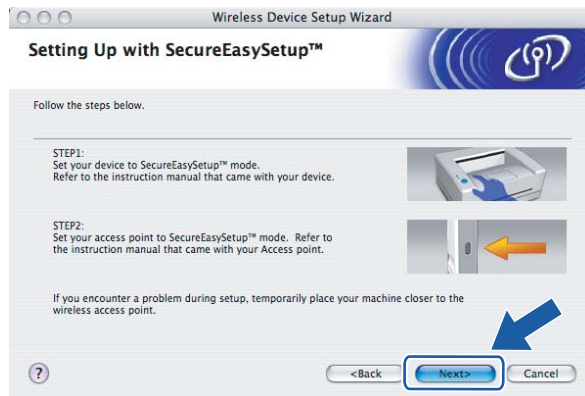 Wireless Device Setup Wizard
Setting Up with SecureEasySetup™
Follow the steps below.
STEP1:
Set your device to SecureEasySetup™ mode.
Refer to the instruction manual that came with your device.
STEP2:
Set your access point to SecureEasySetup™ mode.  Refer to
the instruction manual that came with your Access point.
If you encounter a problem during setup, temporarily place your machine closer to the
wireless access point.
? <Back Next> Cancel